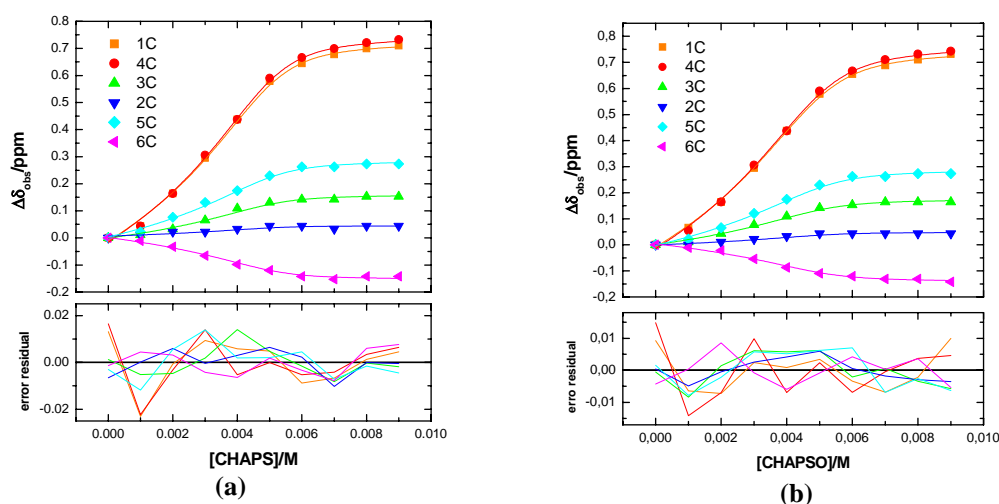 0.8
0.7
0.6
0.5
0.4
0.3
0.2
0.1
0.0
-0.1
-0.2
Δδobs/ppm
1C
4C
3C
2C
5C
6C
0.02
0.00
-0.02
error residual
0.000 0.002 0.004 0.006 0.008 0.010
[CHAPS]/M
(a)
0,8
0,7
0,6
0,5
0,4
0,3
0,2
0,1
0,0
-0,1
-0,2
Δδobs/ppm
1C
4C
3C
2C
5C
6C
0,01
0,00
-0,01
erro residual
0,000 0,002 0,004 0,006 0,008 0,010
[CHAPSO]/M
(b)